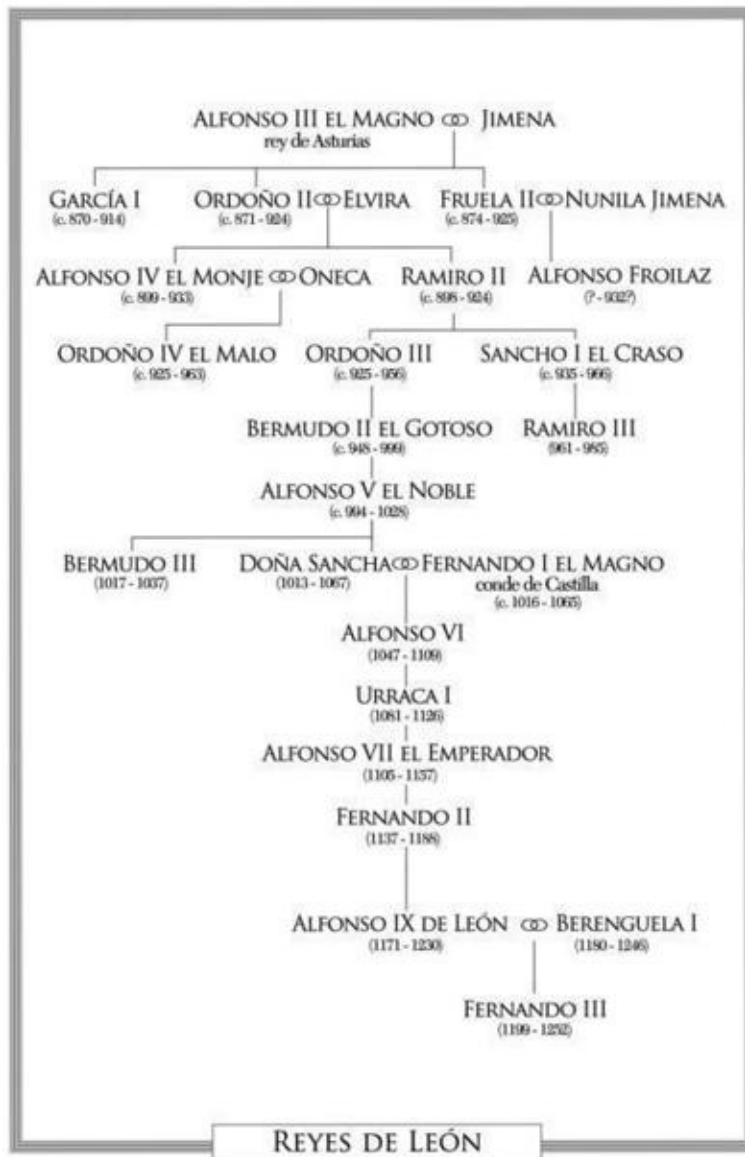 ALFONSO III EL MAGNO JIMENA
rey de Asturias
GARCÍA I ORDOÑO II ELVIRA FRUELA II NUNILA JIMENA
(c. 870 - 914) (c. 871 - 924) (c. 874 - 925)
ALFONSO IV EL MONJE ONECA RAMIRO II ALFONSO FROILAZ
(c. 899 - 933) (c. 898 - 924) (? - 932?)
ORDOÑO IV EL MALO ORDOÑO III SANCHO I EL CRASO
(c. 925 - 963) (c. 925 - 956) (c. 935 - 966)
BERMUDO II EL GOTOSO RAMIRO III
(c. 948 - 999) (961 - 985)
ALFONSO V EL NOBLE
(c. 994 - 1028)
BERMUDO III DOÑA SANCHA FERNANDO I EL MAGNO
(1017 - 1037) (1013 - 1067) conde de Castilla
(c. 1016 - 1065)
ALFONSO VI
(1047 - 1109)
URRACA I
(1081 - 1126)
ALFONSO VII EL EMPERADOR
(1105 - 1157)
FERNANDO II
(1137 - 1188)
ALFONSO IX DE LEÓN BERENGUELA I
(1171 - 1230) (1180 - 1246)
FERNANDO III
(1199 - 1252)
REYES DE LEÓN